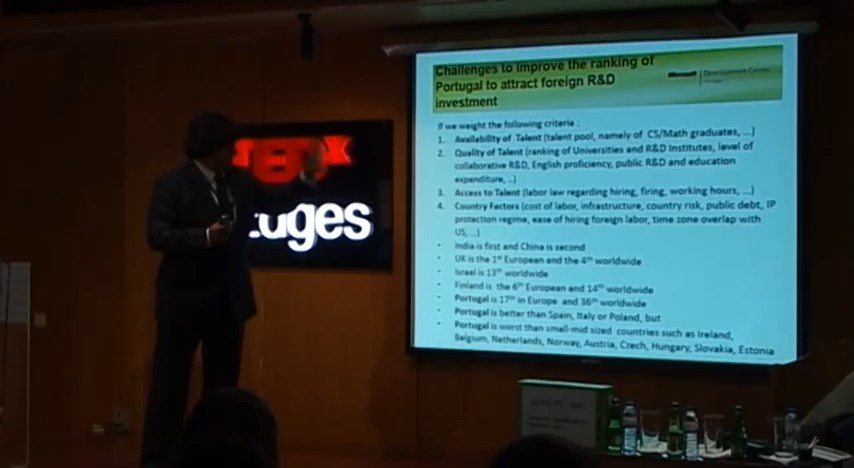 Challenges to improve the ranking of
Portugal to attract foreign R&D
investment
Microsoft | Development Center
If we weight the following criteria :
1. Availability of Talent (talent pool, namely of CS/Math graduates, ...)
2. Quality of Talent (ranking of Universities and R&D Institutes, level of
collaborative R&D, English proficiency, public R&D and education
expenditure, ..)
3. Access to Talent (labor law regarding hiring, firing, working hours, ...)
4. Country Factors (cost of labor, infrastructure, country risk, public debt, IP
protection regime, ease of hiring foreign labor, time zone overlap with
US, ...)
- India is first and China is second
- UK is the 1st European and the 4th worldwide
- Israel is 13th worldwide
- Finland is the 6th European and 14th worldwide
- Portugal is 17th in Europe and 36th worldwide
- Portugal is better than Spain, Italy or Poland, but
- Portugal is worst than small-mid sized countries such as Ireland,
Belgium, Netherlands, Norway, Austria, Czech, Hungary, Slovakia, Estonia
x
uges